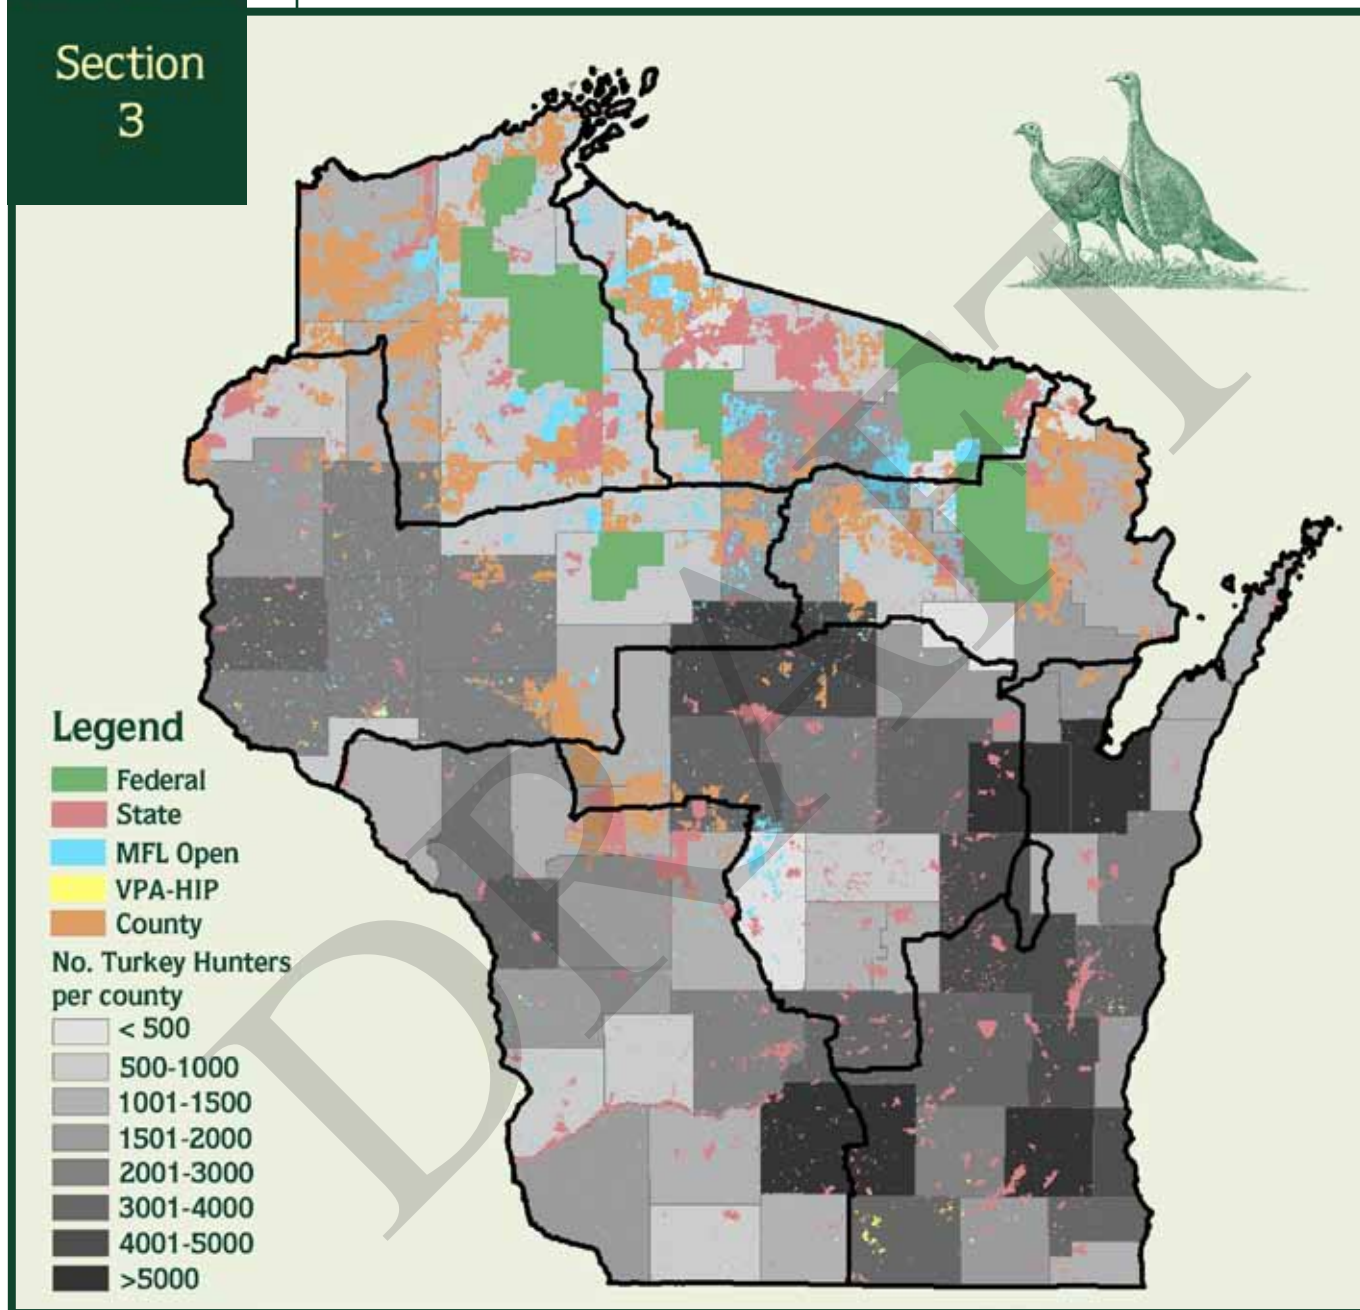 Section
3
DRAFT
Legend
Federal
State
MFL Open
VPA-HIP
County
No. Turkey Hunters
per county
< 500
500-1000
1001-1500
1501-2000
2001-3000
3001-4000
4001-5000
>5000